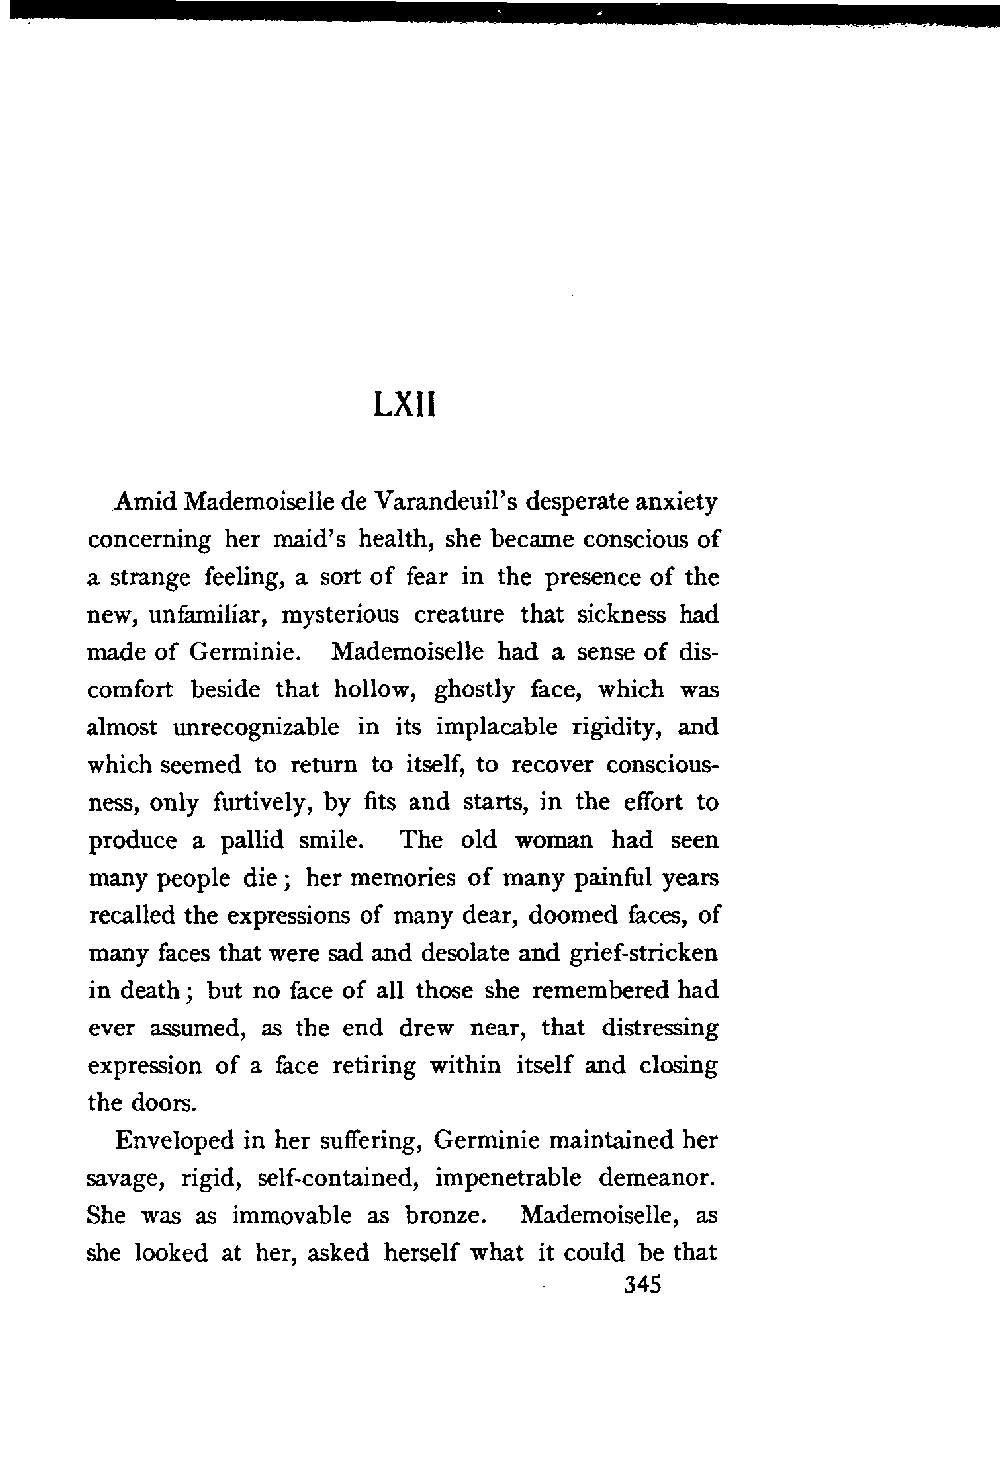 LXII
Amid Mademoiselle de Varandeuil's desperate anxiety
concerning her maid's health, she became conscious of
a strange feeling, a sort of fear in the presence of the
new, unfamiliar, mysterious creature that sickness had
made of Germinie. Mademoiselle had a sense of dis-
comfort beside that hollow, ghostly face, which was
almost unrecognizable in its implacable rigidity, and
which seemed to return to itself, to recover conscious-
ness, only furtively, by fits and starts, in the effort to
produce a pallid smile. The old woman had seen
many people die; her memories of many painful years
recalled the expressions of many dear, doomed faces, of
many faces that were sad and desolate and grief-stricken
in death; but no face of all those she remembered had
ever assumed, as the end drew near, that distressing
expression of a face retiring within itself and closing
the doors.
Enveloped in her suffering, Germinie maintained her
savage, rigid, self-contained, impenetrable demeanor.
She was as immovable as bronze. Mademoiselle, as
she looked at her, asked herself what it could be that
345